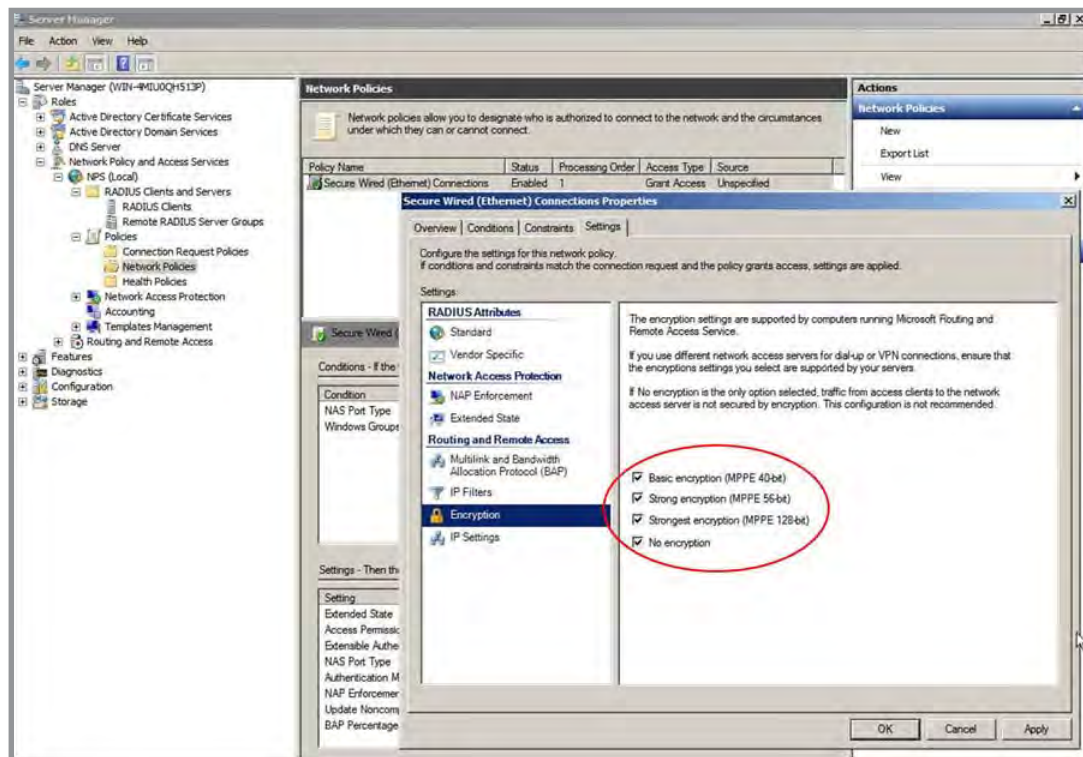 Server Manager
File Action View Help
Server Manager (WIN-4MIU0QH513P)
Roles
Active Directory Certificate Services
Active Directory Domain Services
DNS Server
Network Policy and Access Services
NPS (Local)
RADIUS Clients and Servers
RADIUS Clients
Remote RADIUS Server Groups
Policies
Connection Request Policies
Network Policies
Health Policies
Network Access Protection
Accounting
Templates Management
Routing and Remote Access
Features
Diagnostics
Configuration
Storage
Network Policies
Network policies allow you to designate who is authorized to connect to the network and the circumstances
under which they can or cannot connect.
Policy Name Status Processing Order Access Type Source
Secure Wired (Ethernet) Connections Enabled 1 Grant Access Unspecified
Actions
Network Policies
New
Export List
View
Secure Wired (
Conditions - If the
Condition
NAS Port Type
Windows Groups
Settings - Then th
Setting
Extended State
Access Permissic
Extensible Authe
NAS Port Type
Authentication M
NAP Enforcemer
Update Noncom
BAP Percentage
Secure Wired (Ethernet) Connections Properties
Overview Conditions Constraints Settings
Configure the settings for this network policy.
If conditions and constraints match the connection request and the policy grants access, settings are applied.
Settings:
RADIUS Attributes
Standard
Vendor Specific
Network Access Protection
NAP Enforcement
Extended State
Routing and Remote Access
Multilink and Bandwidth
Allocation Protocol (BAP)
IP Filters
Encryption
IP Settings
The encryption settings are supported by computers running Microsoft Routing and
Remote Access Service.
If you use different network access servers for dial-up or VPN connections, ensure that
the encryptions settings you select are supported by your servers.
If No encryption is the only option selected, traffic from access clients to the network
access server is not secured by encryption. This configuration is not recommended.
Basic encryption (MPPE 40-bit)
Strong encryption (MPPE 56-bit)
Strongest encryption (MPPE 128-bit)
No encryption
OK Cancel Apply